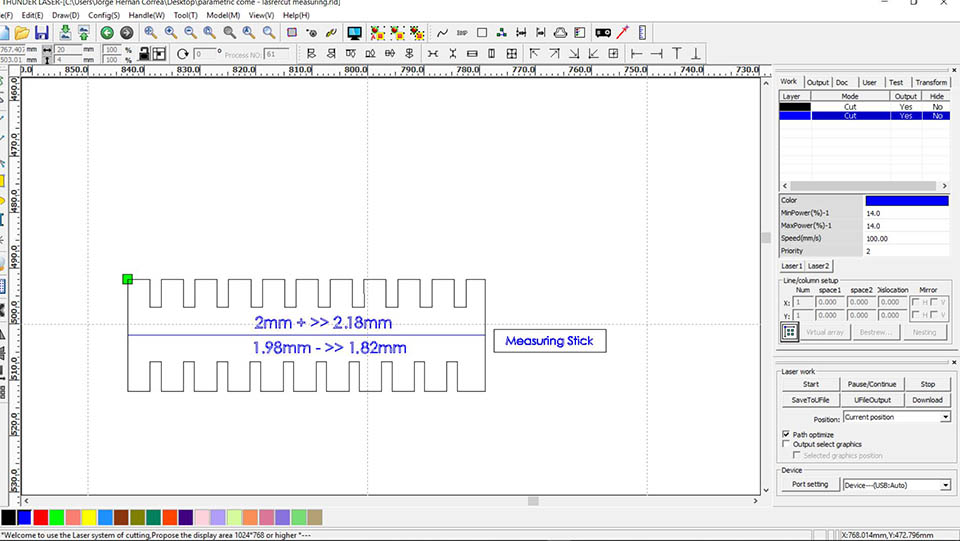 THUNDER LASER-[C:\Users\Jorge Hernan Correa\Desktop\parametric come - lasrercut measuring.rld]
Edit(E) Draw(D) Config(S) Handle(W) Tool(T) Model(M) View(V) Help(H)
767.407 mm 20 mm 100 %
503.01 mm 4 mm 100 %
0 ° Process NO: 61
850.0 840.0 830.0 820.0 810.0 800.0 790.0 780.0 770.0 760.0 750.0 740.0 730.0
460.0
470.0
480.0
490.0
500.0
510.0
520.0
530.0
2mm + >> 2.18mm
1.98mm - >> 1.82mm
Measuring Stick
Work Output Doc User Test Transform
Layer Mode Output Hide
Cut Yes No
Cut Yes No
Color
MinPower(%)-1 14.0
MaxPower(%)-1 14.0
Speed(mm/s) 100.00
Priority 2
Laser1 Laser2
Line/column setup
Num space1 space2 Dislocation Mirror
X: 1 0.000 0.000 0.000 H V
Y: 1 0.000 0.000 0.000 H V
Virtual array Bestrew... Nesting
Laser work
Start Pause/Continue Stop
SaveToUFile UFileOutput Download
Position: Current position
Path optimize
Output select graphics
Selected graphics position
Device
Port setting Device---(USB:Auto)
*Welcome to use the Laser system of cutting,Propose the display area 1024*768 or higher *---
X:768.014mm,Y:472.796mm